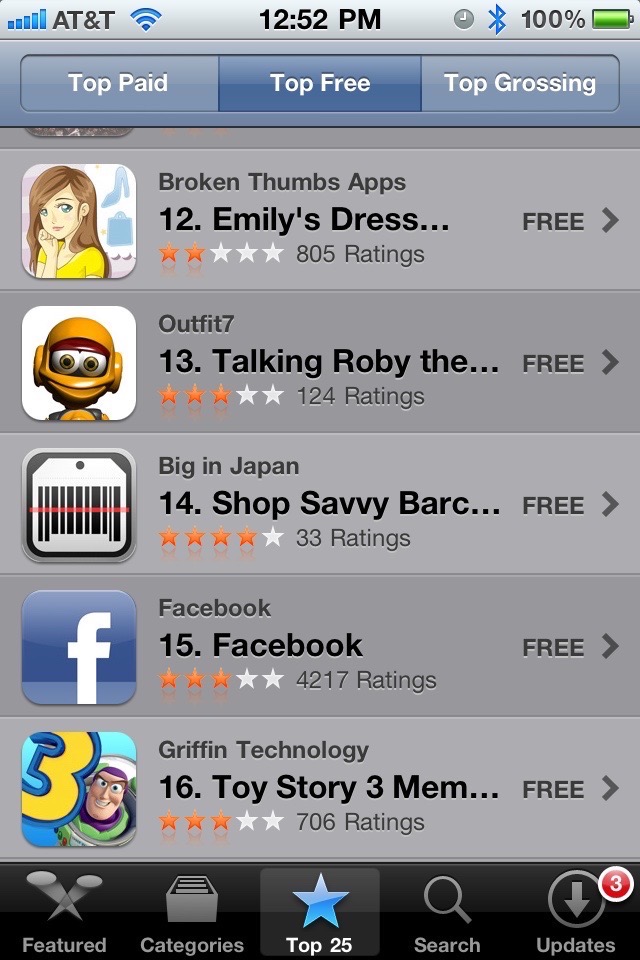 AT&T 12:52 PM 100%
Top Paid Top Free Top Grossing
Broken Thumbs Apps
12. Emily's Dress... FREE
805 Ratings
Outfit7
13. Talking Roby the... FREE
124 Ratings
Big in Japan
14. Shop Savvy Barc... FREE
33 Ratings
Facebook
f
15. Facebook FREE
4217 Ratings
Griffin Technology
3
16. Toy Story 3 Mem... FREE
706 Ratings
3
Featured Categories Top 25 Search Updates